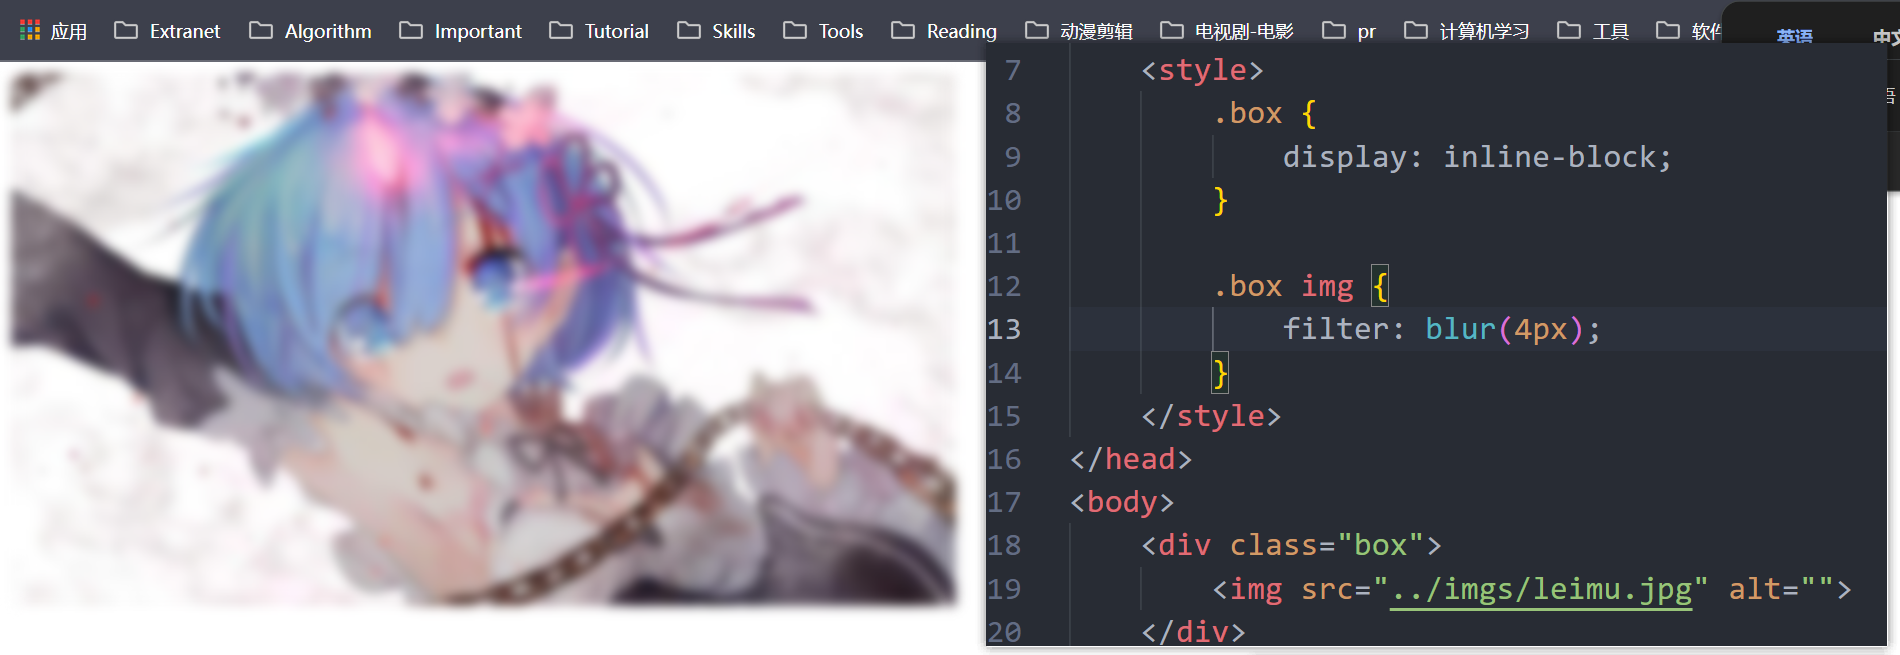 应用 Extranet Algorithm Important Tutorial Skills Tools Reading 动漫剪辑 电视剧-电影 pr 计算机学习 工具 软件
英语 中文
语
7 <style>
8 .box {
9 display: inline-block;
10 }
11
12 .box img {
13 filter: blur(4px);
14 }
15 </style>
16 </head>
17 <body>
18 <div class="box">
19 <img src="../imgs/leimu.jpg" alt="">
20 </div>